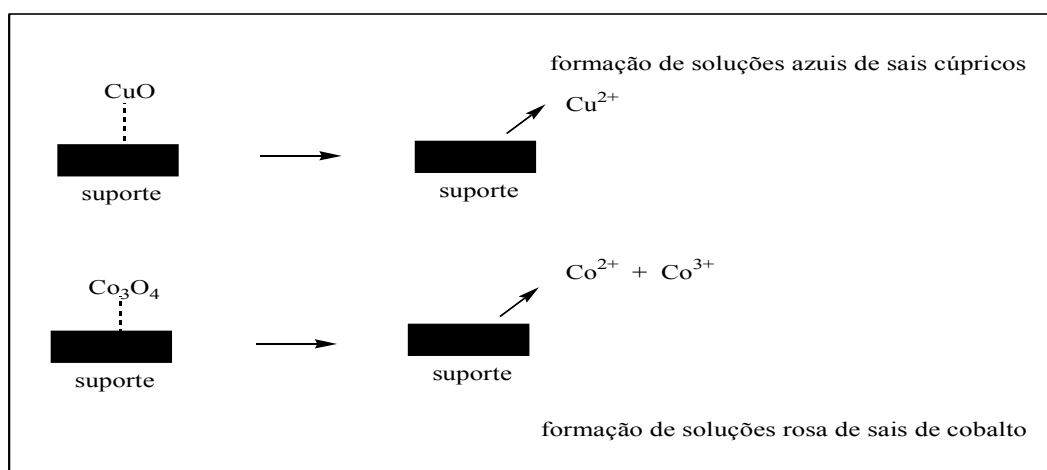 formação de soluções azuis de sais cúpricos
CuO
Cu²⁺
suporte
suporte
Co₃O₄
Co²⁺ + Co³⁺
suporte
suporte
formação de soluções rosa de sais de cobalto